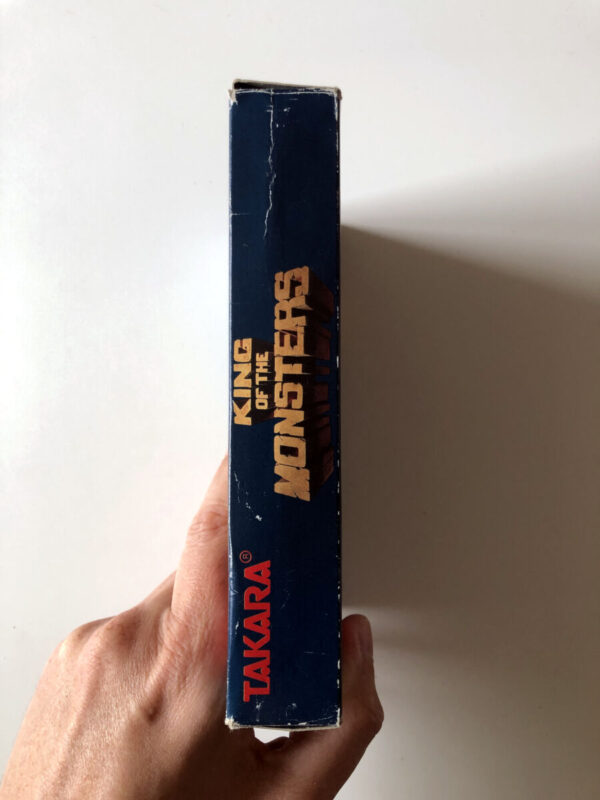 KING
OF THE
MONSTERS
TAKARA®